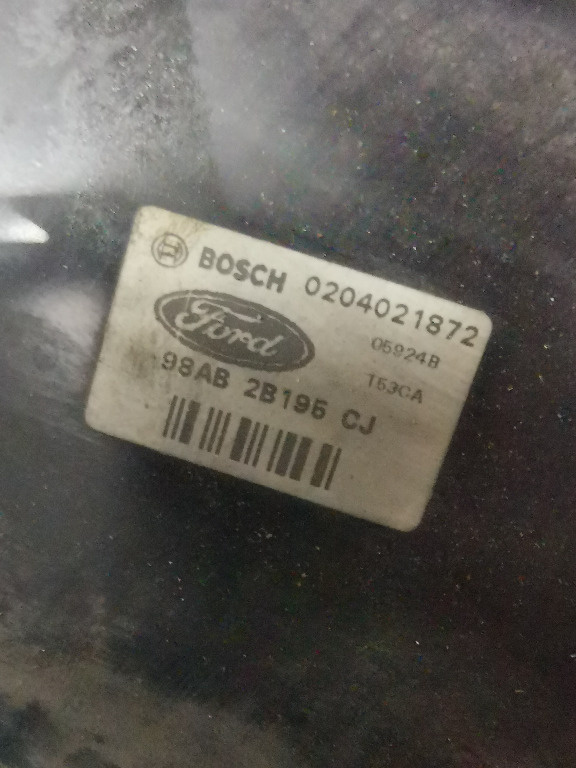 BOSCH 0204021872
Ford
05924B
98AB 2B195 CJ
T53CA